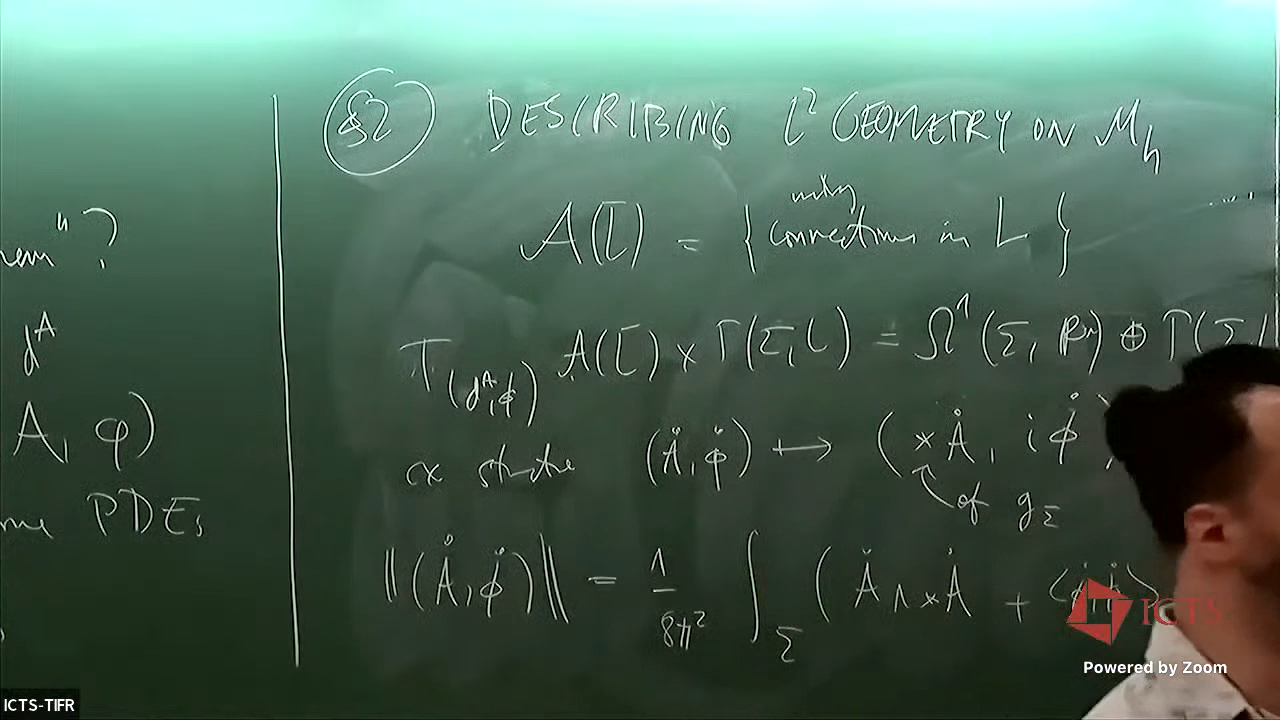 §2 DESCRIBING L² GEOMETRY ON M_h
unitary
A(L) = { connections in L }
" ?
d^A
T_(d^A,φ) A(L) × Γ(Σ, L) = Ω¹(Σ, ℝ) ⊕ Γ(Σ, L
A, φ)
cx structure (Å, φ̊) ↦ (*Å, iφ̊)
of g_Σ
PDEs
||(Å, φ̊)|| = 1/8π² ∫_Σ (Å ∧ *Å + ⟨φ̊, φ̊⟩
ICTS
Powered by Zoom
ICTS-TIFR